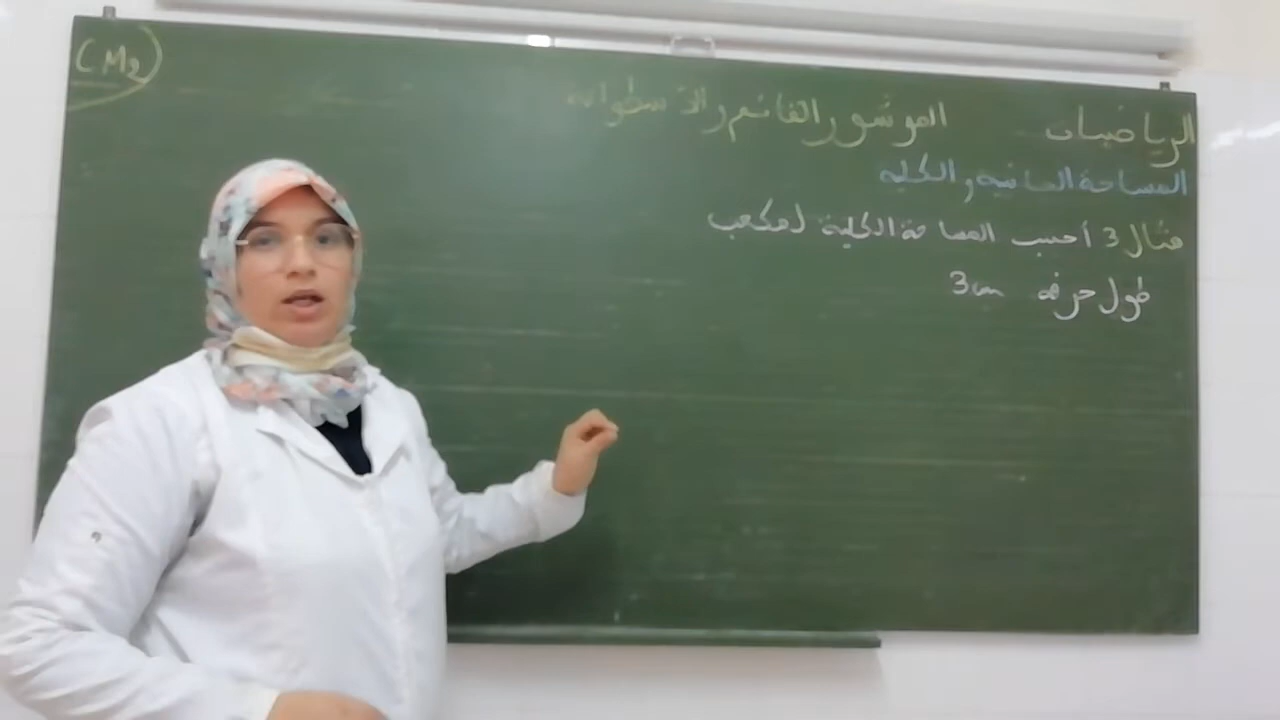 (M2)
الرياضيات الموشور القائم والأسطوانة
المساحة الجانبية والكلية
مثال 3 أحسب المساحة الكلية لمكعب
طول حرفه 3cm